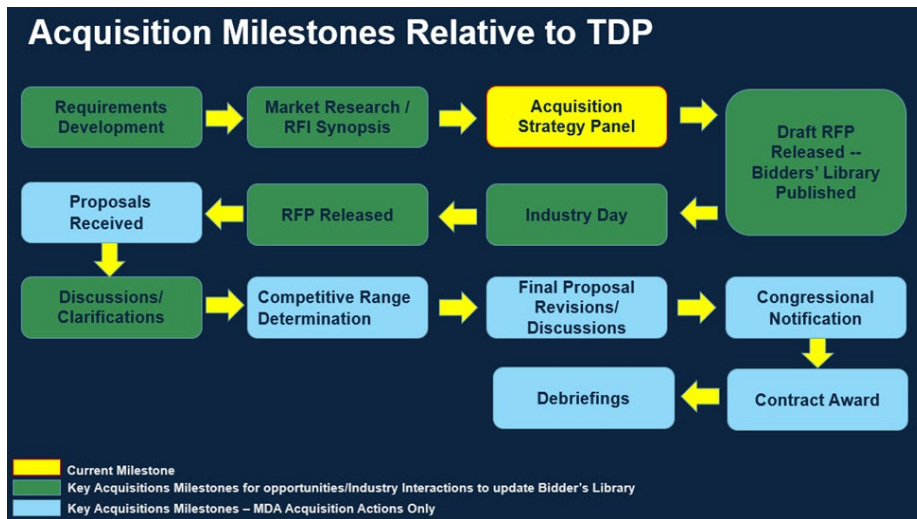 Acquisition Milestones Relative to TDP
Requirements
Development
Market Research /
RFI Synopsis
Acquisition
Strategy Panel
Draft RFP
Released --
Bidders' Library
Published
Industry Day
RFP Released
Proposals
Received
Discussions/
Clarifications
Competitive Range
Determination
Final Proposal
Revisions/
Discussions
Congressional
Notification
Contract Award
Debriefings
Current Milestone
Key Acquisitions Milestones for opportunities/Industry Interactions to update Bidder's Library
Key Acquisitions Milestones – MDA Acquisition Actions Only